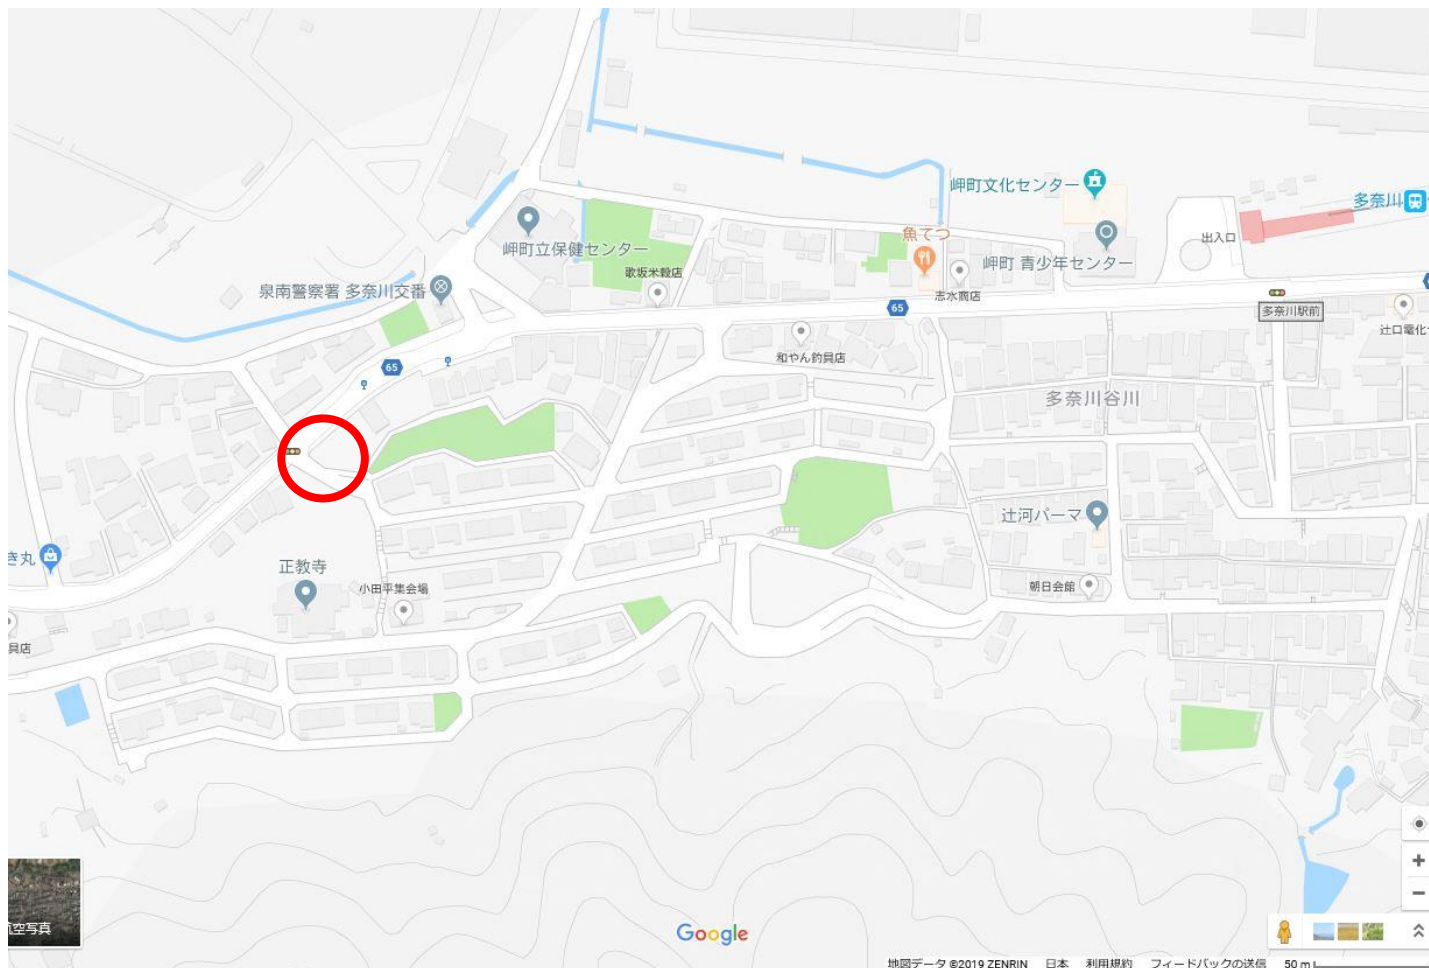 岬町文化センター
多奈川
魚てつ
出入口
岬町立保健センター
歌坂米穀店
岬町 青少年センター
泉南警察署 多奈川交番
志水商店
65
多奈川駅前
辻口電化
和やん釣具店
65
多奈川谷川
辻河パーマ
き丸
正教寺
小田平集会場
朝日会館
具店
空写真
Google
地図データ ©2019 ZENRIN 日本 利用規約 フィードバックの送信 50 m